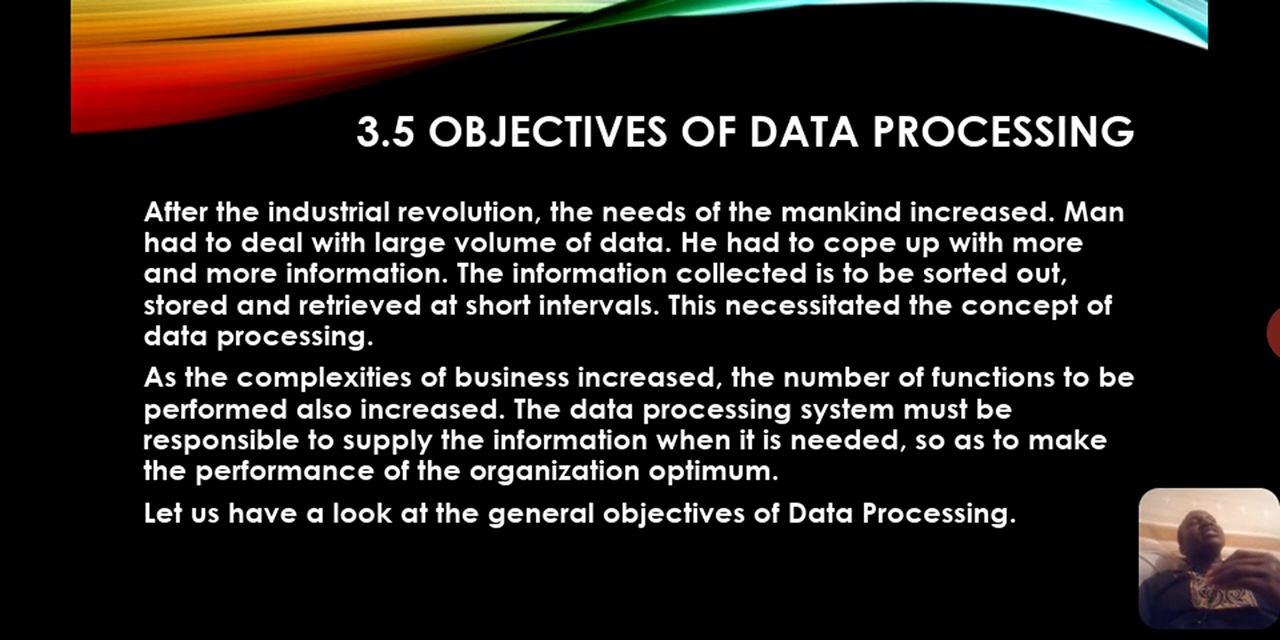 3.5 OBJECTIVES OF DATA PROCESSING
After the industrial revolution, the needs of the mankind increased. Man
had to deal with large volume of data. He had to cope up with more
and more information. The information collected is to be sorted out,
stored and retrieved at short intervals. This necessitated the concept of
data processing.
As the complexities of business increased, the number of functions to be
performed also increased. The data processing system must be
responsible to supply the information when it is needed, so as to make
the performance of the organization optimum.
Let us have a look at the general objectives of Data Processing.